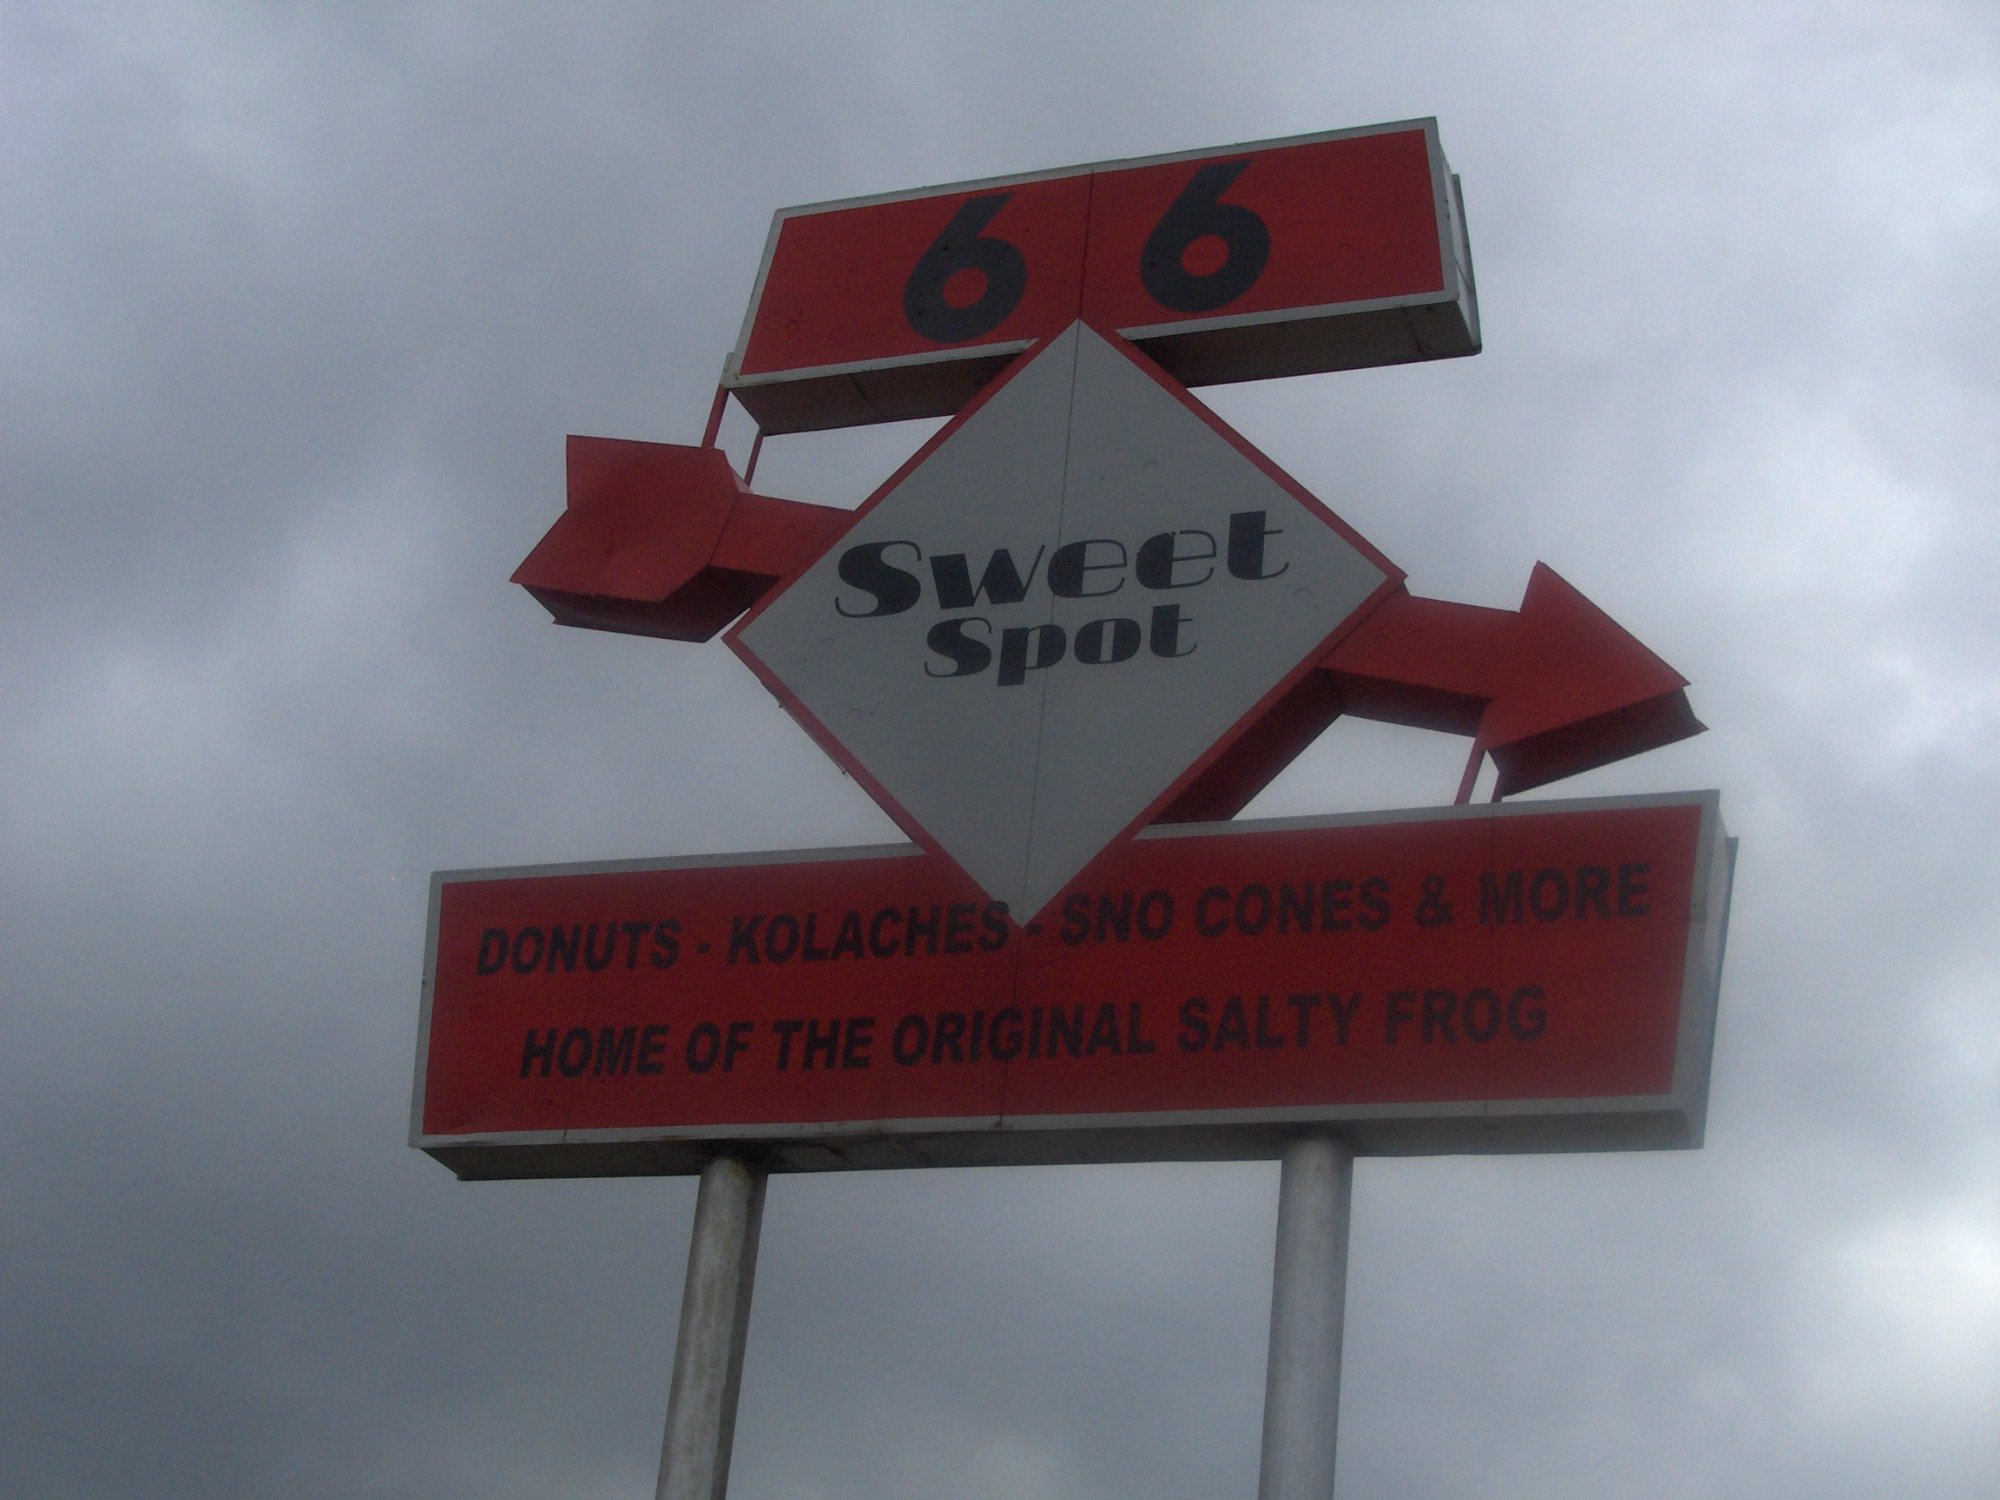 66
Sweet
Spot
DONUTS - KOLACHES - SNO CONES & MORE
HOME OF THE ORIGINAL SALTY FROG